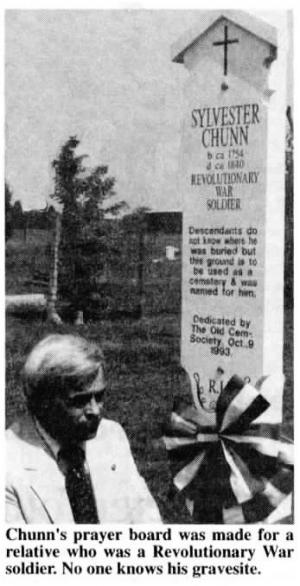 SYLVESTER
CHUNN
b ca 1754
d ca 1840
REVOLUTIONARY
WAR
SOLDIER
Descendants do
not know where he
was buried but
this ground is to
be used as a
cemetery & was
named for him.
Dedicated by
The Old Cem-
Society, Oct., 9
1993.
R.I.
Chunn's prayer board was made for a
relative who was a Revolutionary War
soldier. No one knows his gravesite.